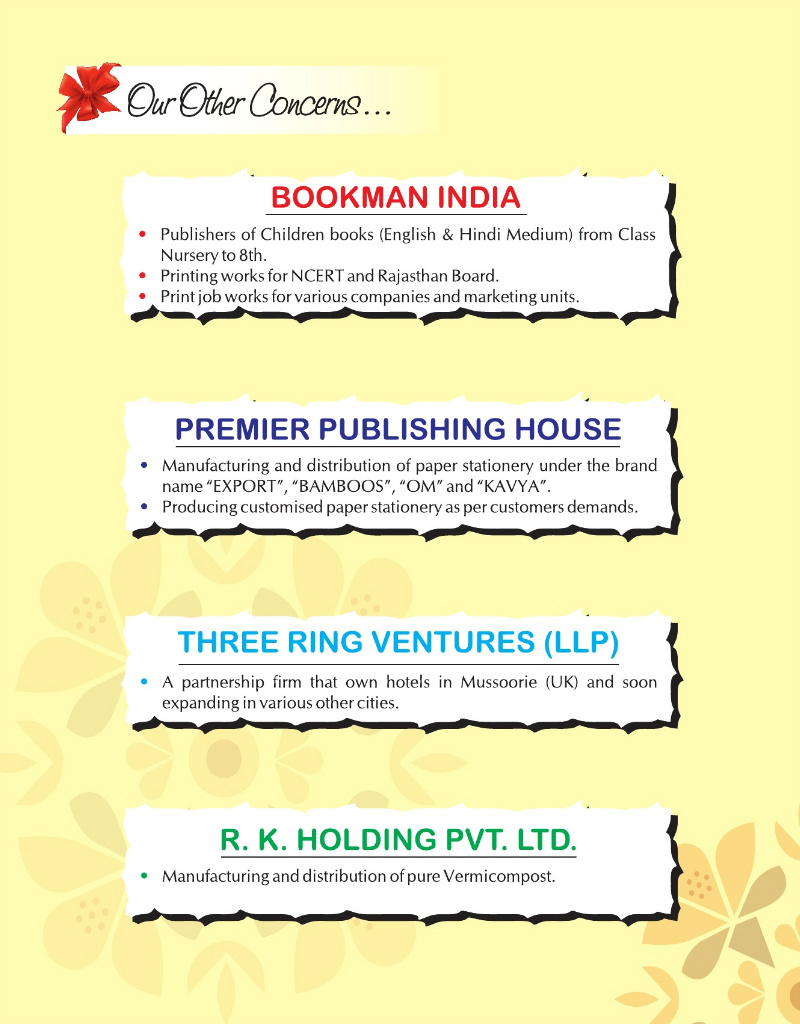 Our Other Concerns...
BOOKMAN INDIA
• Publishers of Children books (English & Hindi Medium) from Class
Nursery to 8th.
• Printing works for NCERT and Rajasthan Board.
• Print job works for various companies and marketing units.
PREMIER PUBLISHING HOUSE
• Manufacturing and distribution of paper stationery under the brand
name “EXPORT”, “BAMBOOS”, “OM” and “KAVYA”.
• Producing customised paper stationery as per customers demands.
THREE RING VENTURES (LLP)
• A partnership firm that own hotels in Mussoorie (UK) and soon
expanding in various other cities.
R. K. HOLDING PVT. LTD.
• Manufacturing and distribution of pure Vermicompost.